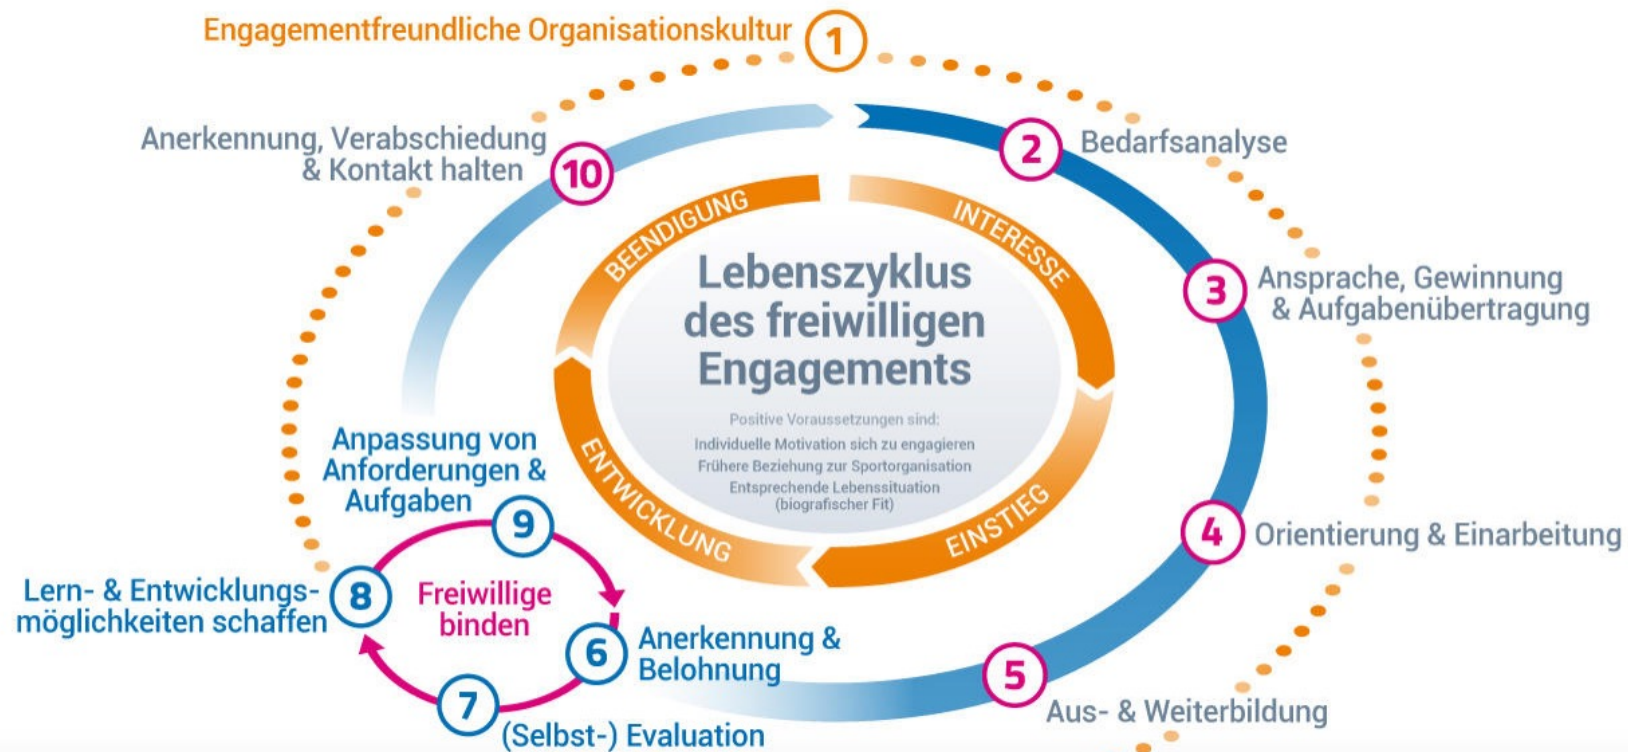 Engagementfreundliche Organisationskultur
1
2
Bedarfsanalyse
3
Ansprache, Gewinnung
& Aufgabenübertragung
4
Orientierung & Einarbeitung
5
Aus- & Weiterbildung
6
Anerkennung &
Belohnung
7
(Selbst-) Evaluation
8
Lern- & Entwicklungs-
möglichkeiten schaffen
9
Anpassung von
Anforderungen &
Aufgaben
Freiwillige
binden
10
Anerkennung, Verabschiedung
& Kontakt halten
INTERESSE
EINSTIEG
ENTWICKLUNG
BEENDIGUNG
Lebenszyklus
des freiwilligen
Engagements
Positive Voraussetzungen sind:
Individuelle Motivation sich zu engagieren
Frühere Beziehung zur Sportorganisation
Entsprechende Lebenssituation
(biografischer Fit)